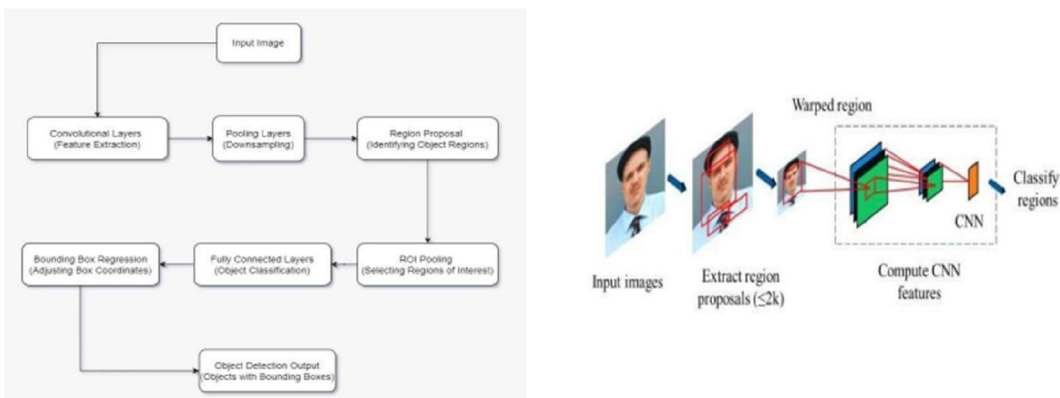 Input Image
Convolutional Layers
(Feature Extraction)
Pooling Layers
(Downsampling)
Region Proposal
(Identifying Object Regions)
Bounding Box Regression
(Adjusting Box Coordinates)
Fully Connected Layers
(Object Classification)
ROI Pooling
(Selecting Regions of Interest)
Object Detection Output
(Objects with Bounding Boxes)
Warped region
Input images
Extract region
proposals (≤2k)
CNN
Compute CNN
features
Classify
regions